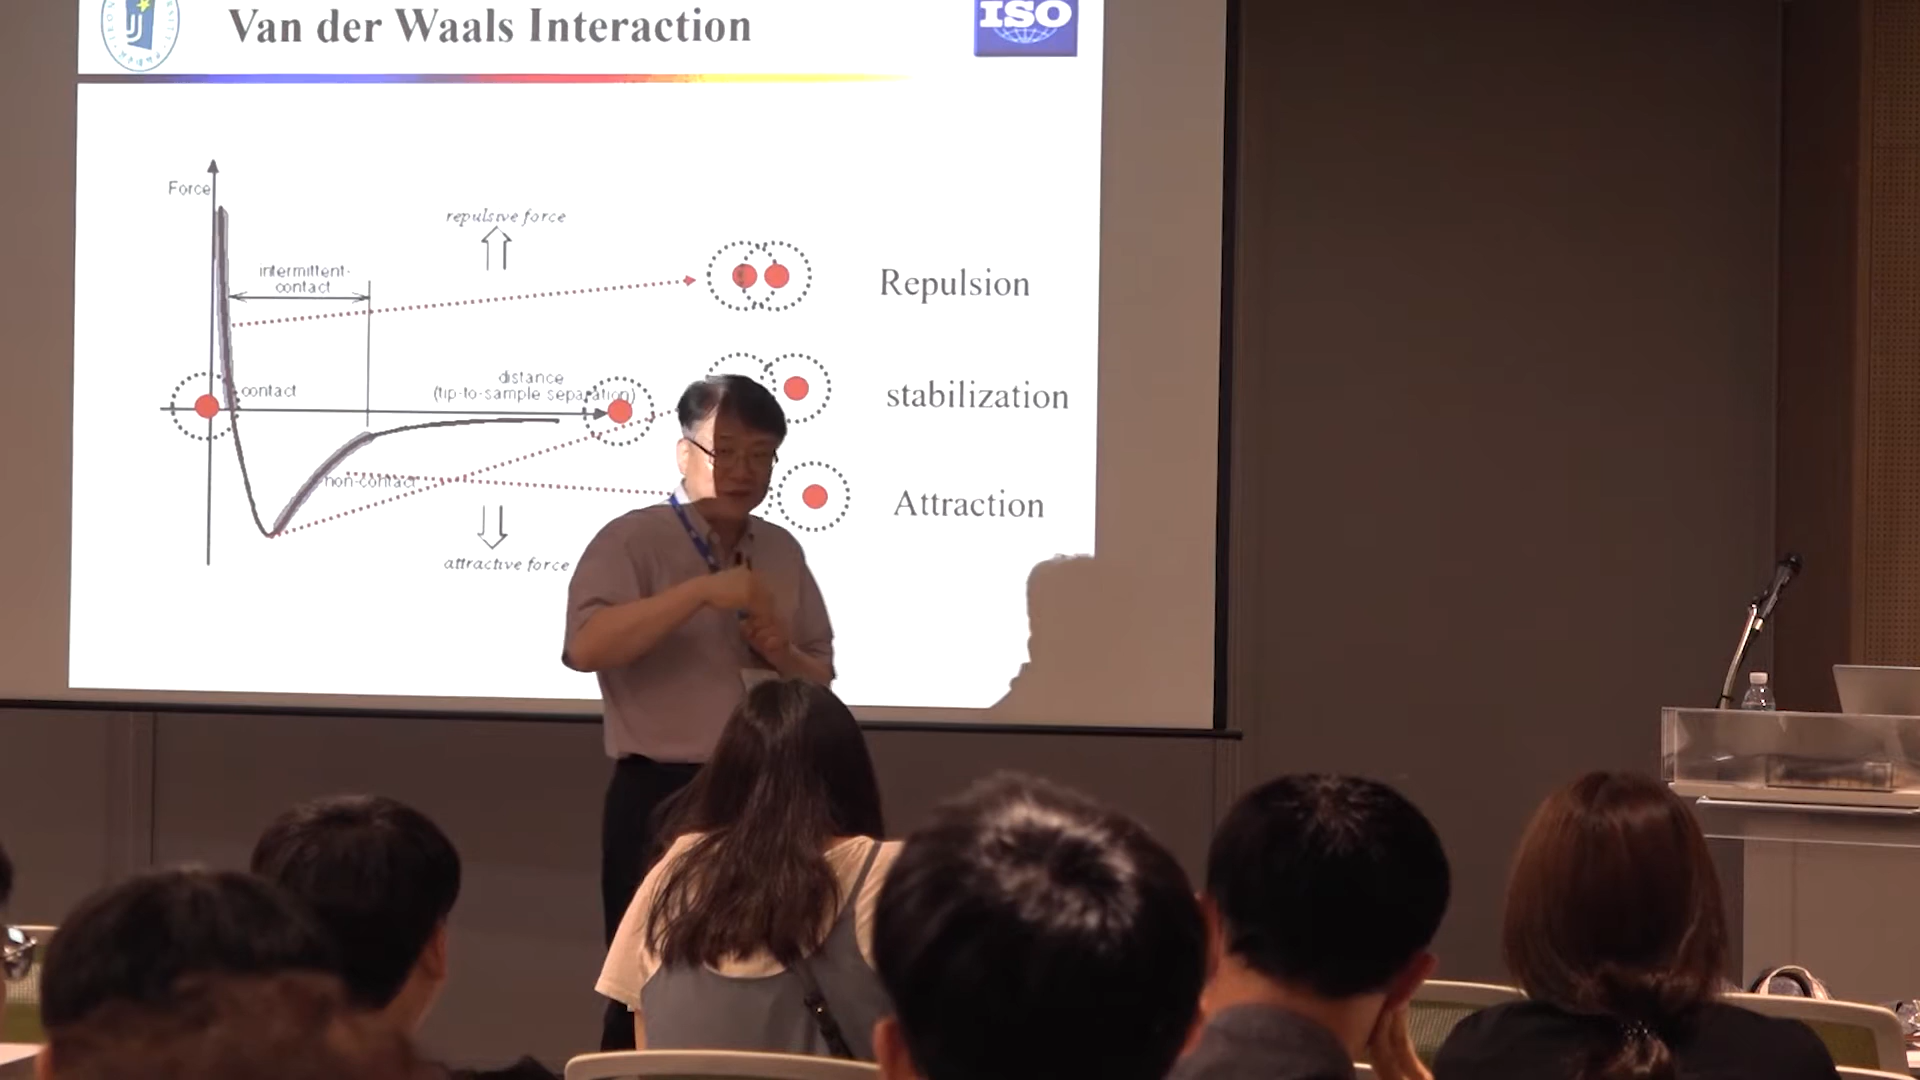 Van der Waals Interaction
ISO
Force
repulsive force
intermittent-
contact
Repulsion
contact
distance
(tip-to-sample separation)
stabilization
non-contact
Attraction
attractive force